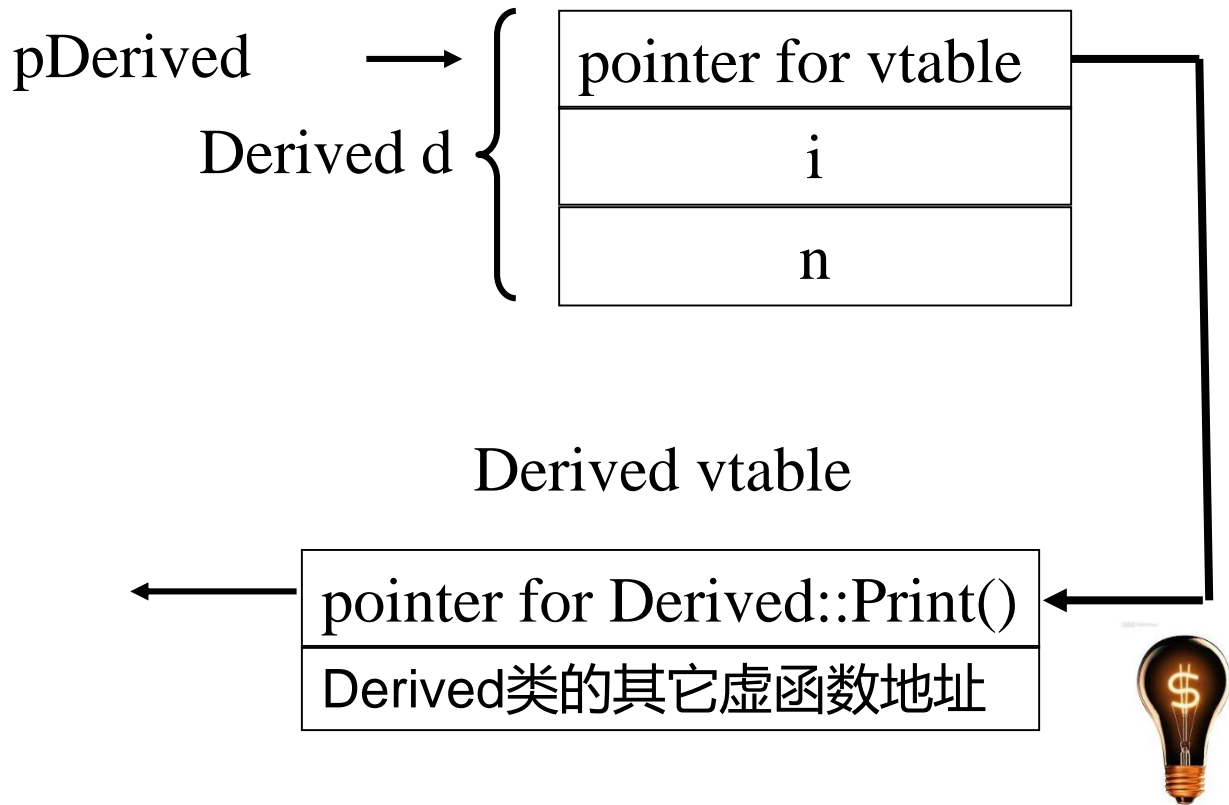 pDerived
pointer for vtable
Derived d
i
n
Derived vtable
pointer for Derived::Print()
Derived类的其它虚函数地址
$